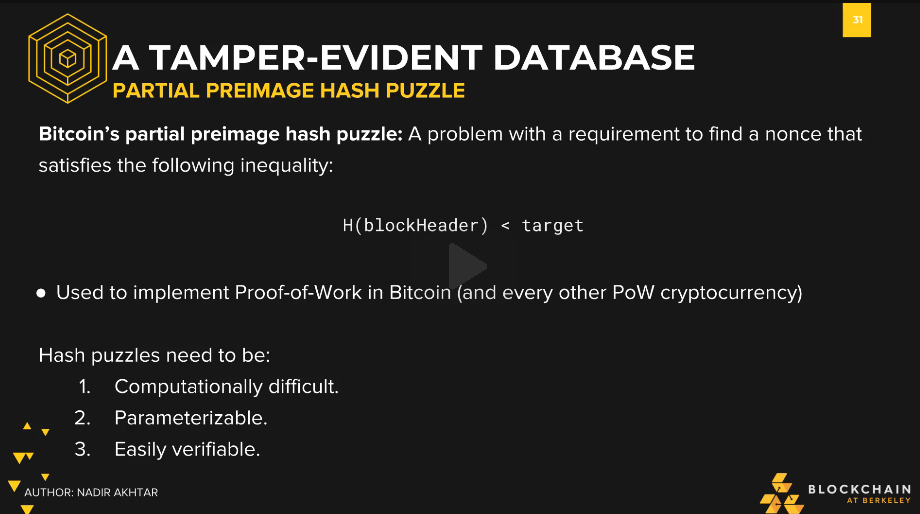 31
A TAMPER-EVIDENT DATABASE
PARTIAL PREIMAGE HASH PUZZLE
Bitcoin’s partial preimage hash puzzle: A problem with a requirement to find a nonce that
satisfies the following inequality:
H(blockHeader) < target
● Used to implement Proof-of-Work in Bitcoin (and every other PoW cryptocurrency)
Hash puzzles need to be:
1. Computationally difficult.
2. Parameterizable.
3. Easily verifiable.
AUTHOR: NADIR AKHTAR
BLOCKCHAIN
AT BERKELEY